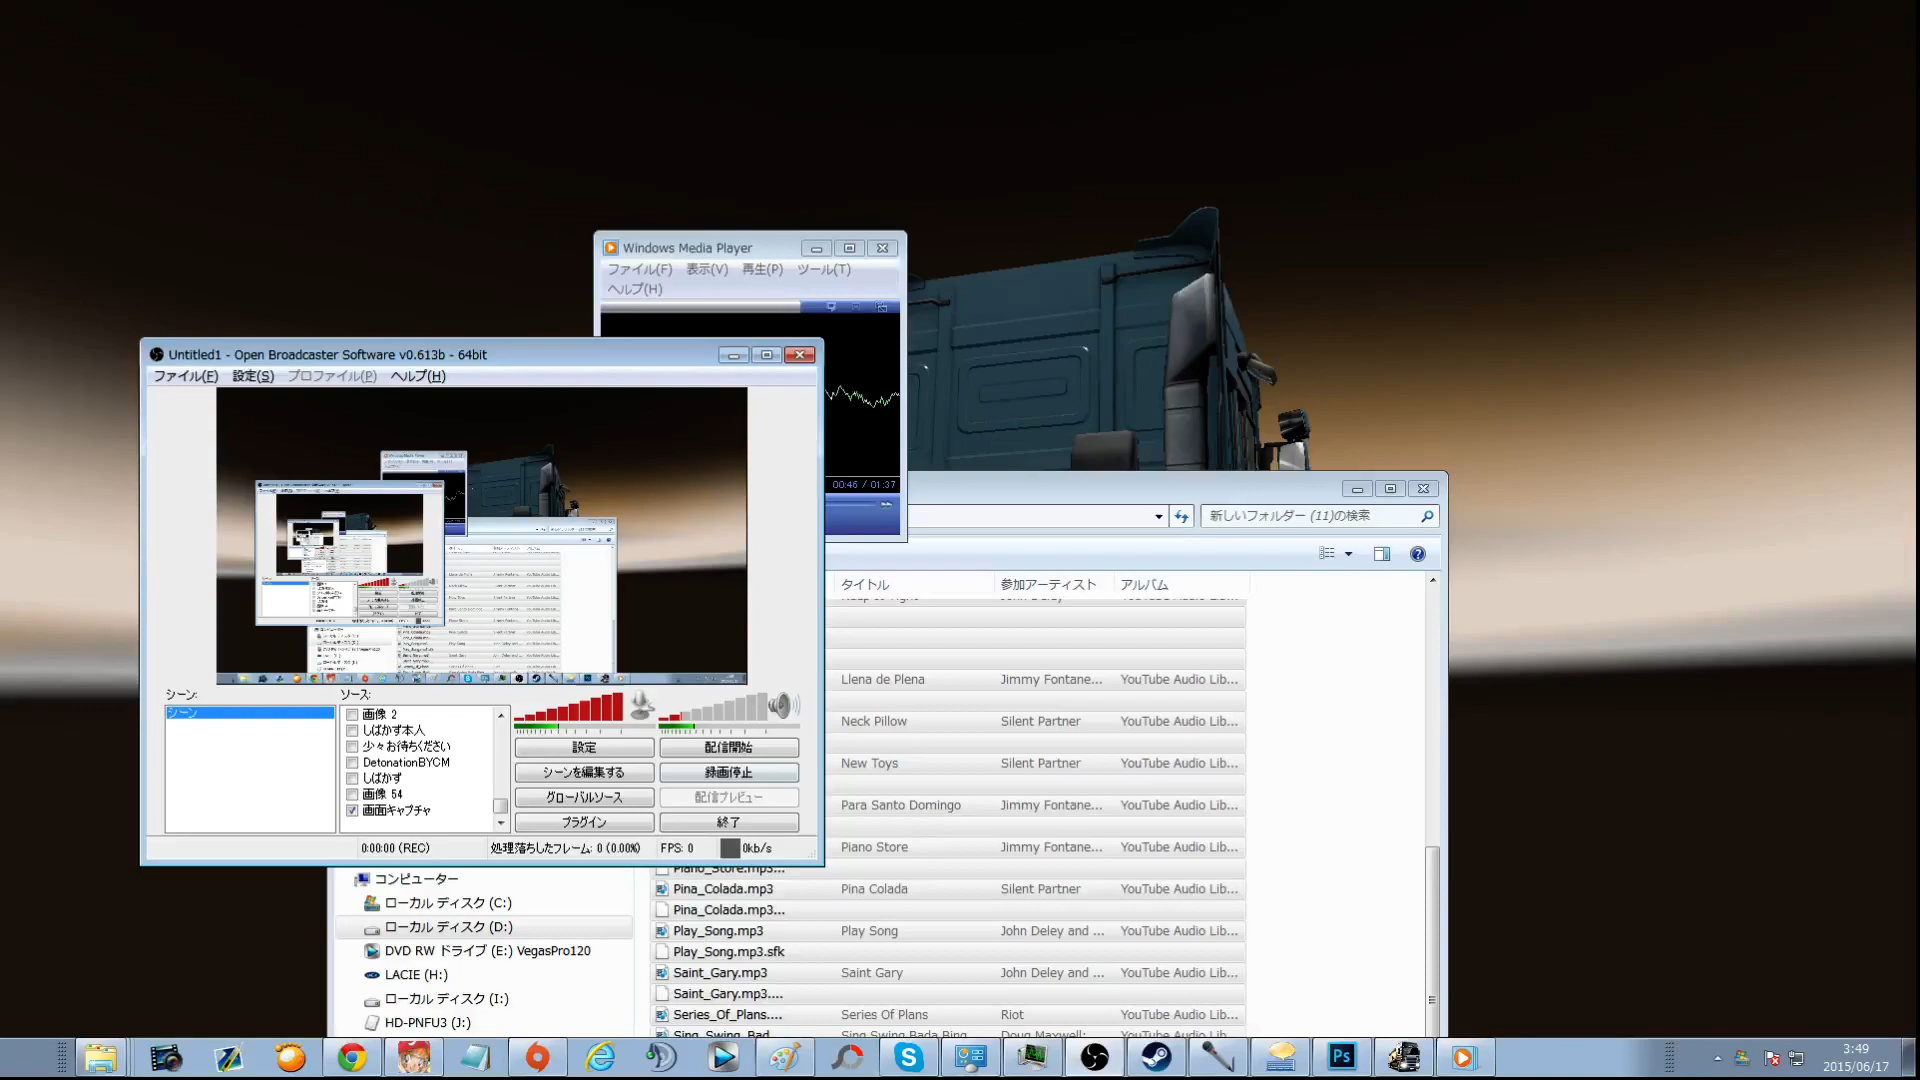 Windows Media Player
ファイル(F) 表示(V) 再生(P) ツール(T)
ヘルプ(H)
00:46 / 01:37
Untitled1 - Open Broadcaster Software v0.613b - 64bit
ファイル(F) 設定(S) プロファイル(P) ヘルプ(H)
シーン:
シーン
ソース:
画像 2
しばかず本人
少々お待ちください
DetonationBYCM
しばかず
画像 54
画面キャプチャ
設定
配信開始
シーンを編集する
録画停止
グローバルソース
配信プレビュー
プラグイン
終了
0:00:00 (REC)
処理落ちしたフレーム: 0 (0.00%)
FPS: 0
0kb/s
新しいフォルダー (11)の検索
タイトル 参加アーティスト アルバム
Llena de Plena Jimmy Fontane... YouTube Audio Lib...
Neck Pillow Silent Partner YouTube Audio Lib...
New Toys Silent Partner YouTube Audio Lib...
Para Santo Domingo Jimmy Fontane... YouTube Audio Lib...
Piano Store Jimmy Fontane... YouTube Audio Lib...
Piano_Store.mp3...
Pina_Colada.mp3 Pina Colada Silent Partner YouTube Audio Lib...
Pina_Colada.mp3...
Play_Song.mp3 Play Song John Deley and ... YouTube Audio Lib...
Play_Song.mp3.sfk
Saint_Gary.mp3 Saint Gary John Deley and ... YouTube Audio Lib...
Saint_Gary.mp3....
Series_Of_Plans.... Series Of Plans Riot YouTube Audio Lib...
コンピューター
ローカル ディスク (C:)
ローカル ディスク (D:)
DVD RW ドライブ (E:) VegasPro120
LACIE (H:)
ローカル ディスク (I:)
HD-PNFU3 (J:)
Ps
3:49
2015/06/17